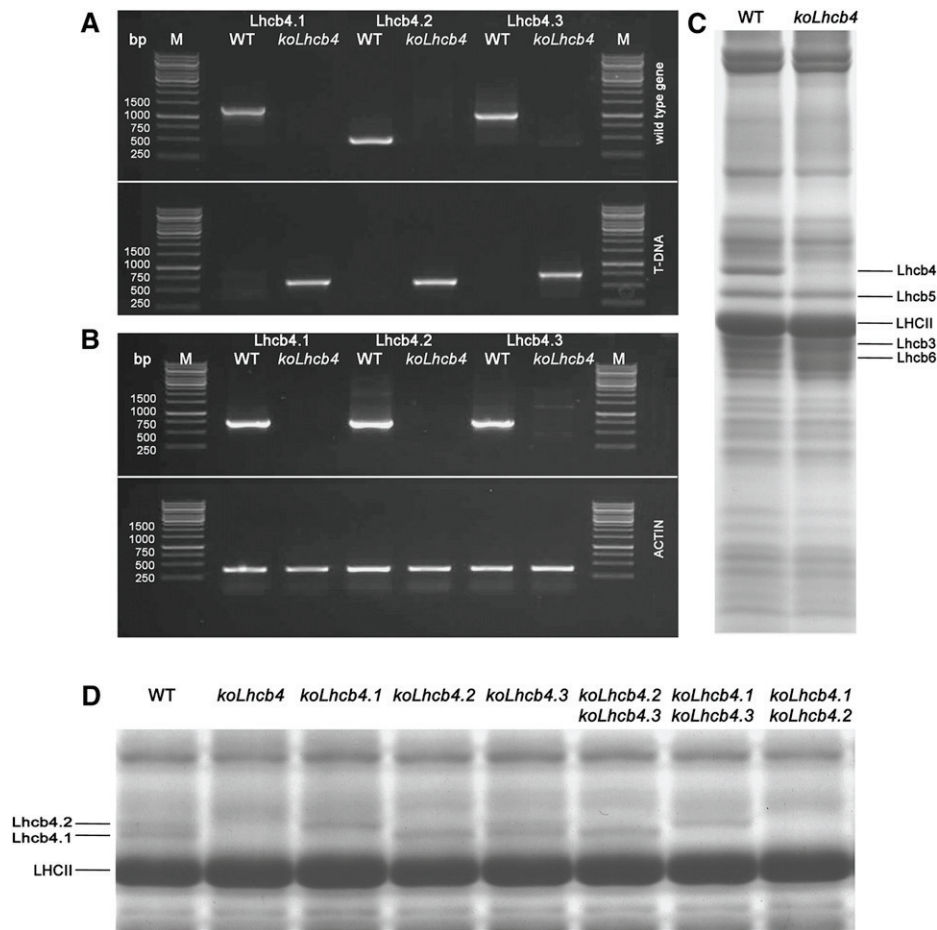 A
Lhcb4.1 Lhcb4.2 Lhcb4.3
bp M WT koLhcb4 WT koLhcb4 WT koLhcb4 M
1500
1000
750
500
250
wild type gene
1500
1000
750
500
250
T-DNA
B
Lhcb4.1 Lhcb4.2 Lhcb4.3
bp M WT koLhcb4 WT koLhcb4 WT koLhcb4 M
1500
1000
750
500
250
1500
1000
750
500
250
ACTIN
C
WT koLhcb4
Lhcb4
Lhcb5
LHCII
Lhcb3
Lhcb6
D
WT koLhcb4 koLhcb4.1 koLhcb4.2 koLhcb4.3 koLhcb4.2 koLhcb4.1 koLhcb4.1
koLhcb4.3 koLhcb4.3 koLhcb4.2
Lhcb4.2
Lhcb4.1
LHCII